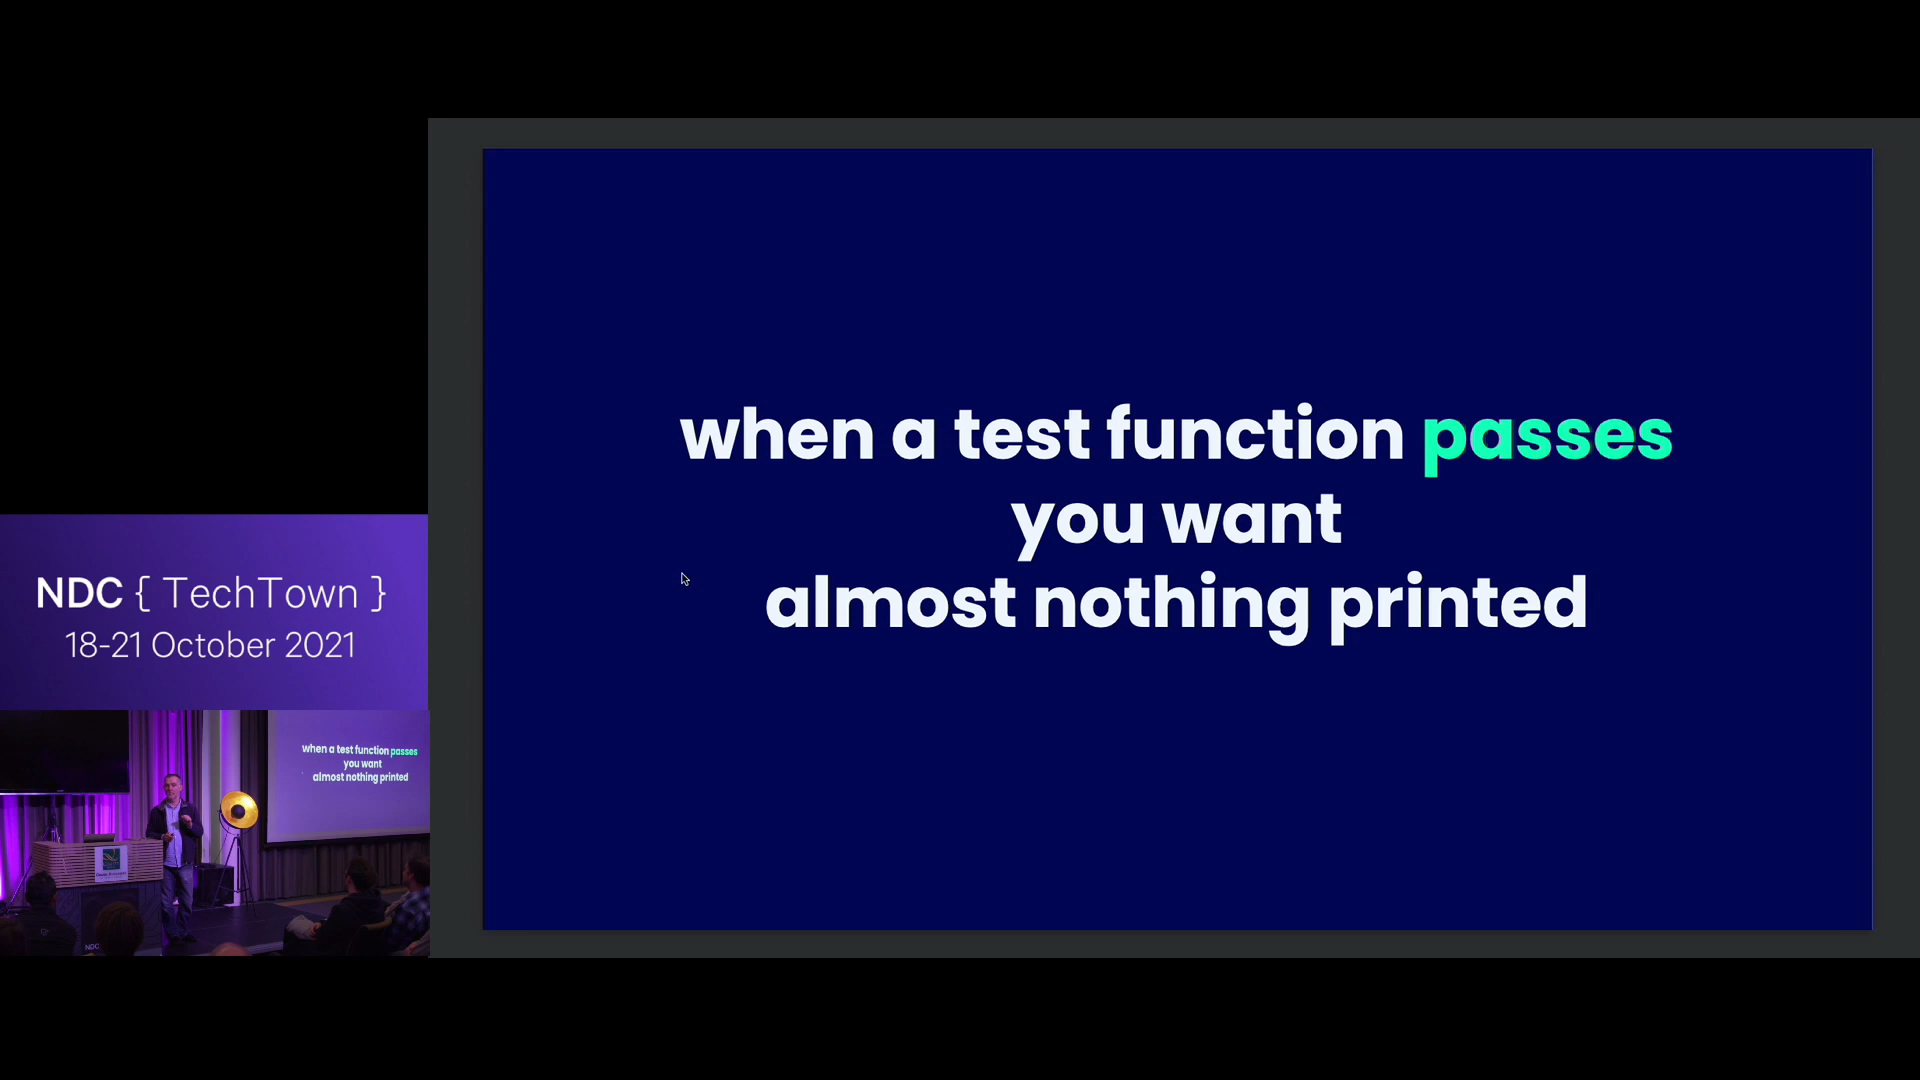 when a test function passes
you want
almost nothing printed
NDC { TechTown }
18-21 October 2021
when a test function passes
you want
almost nothing printed
NDC